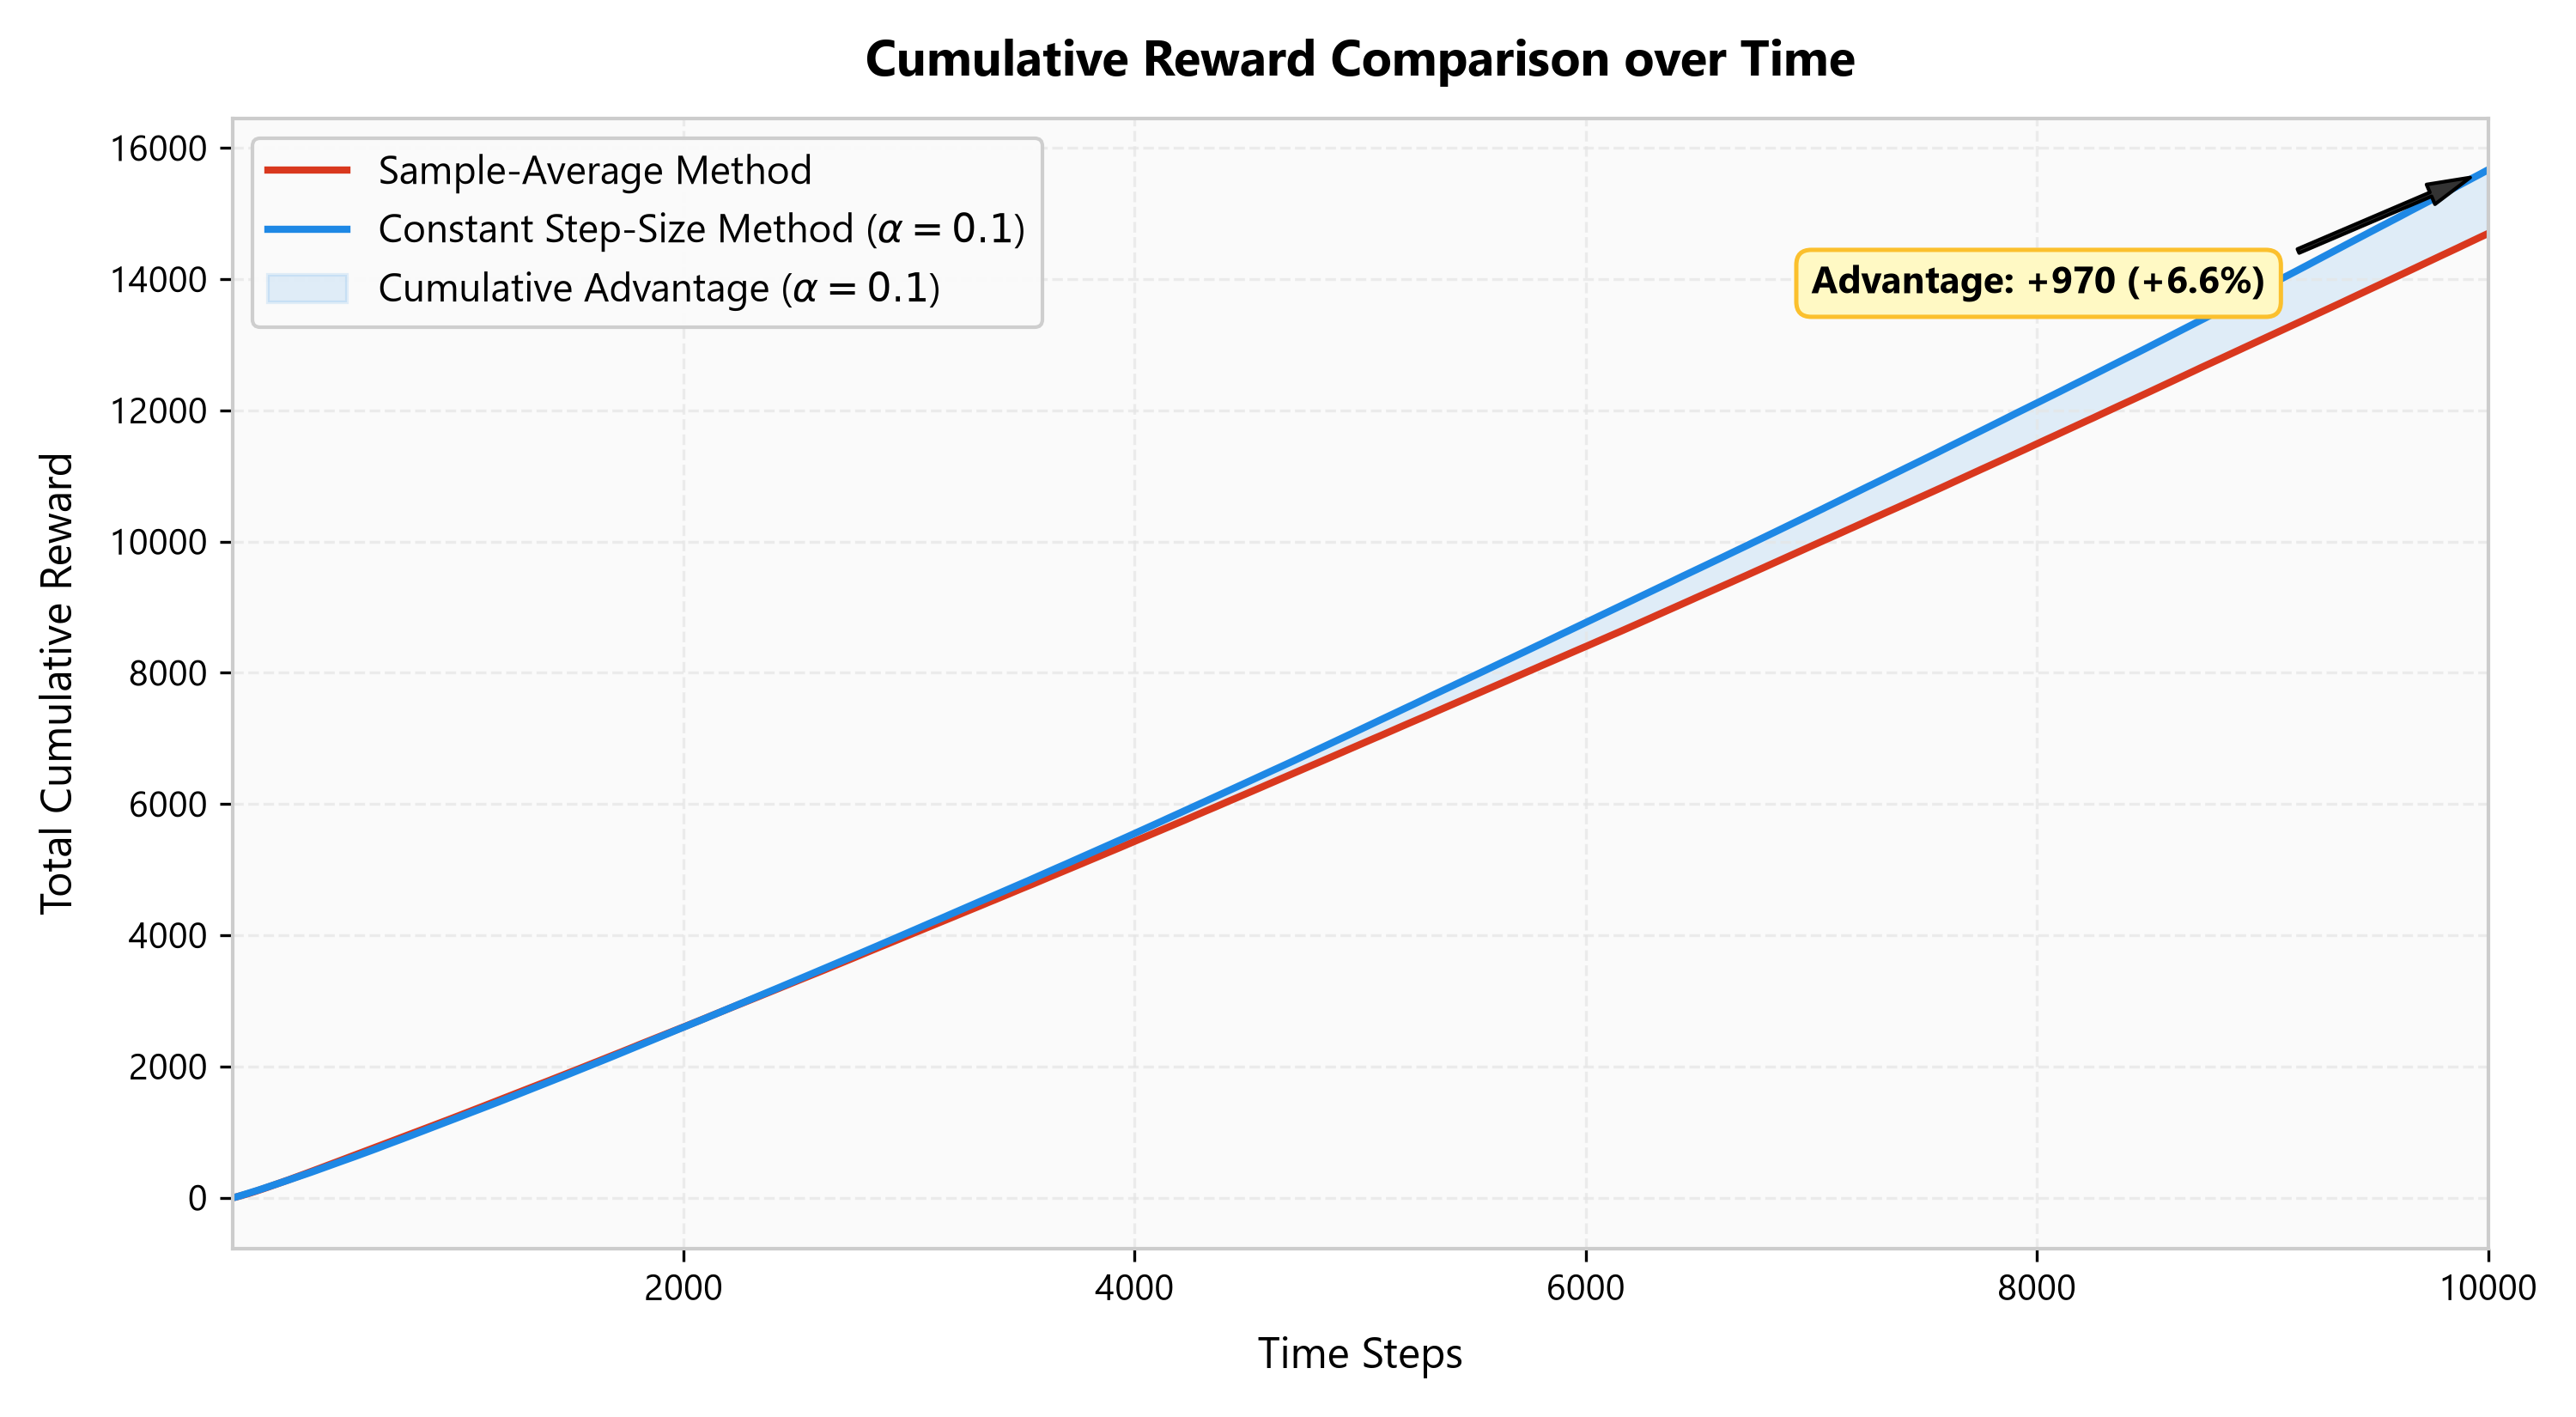 Cumulative Reward Comparison over Time
16000
14000
12000
10000
8000
6000
4000
2000
0
Total Cumulative Reward
Sample-Average Method
Constant Step-Size Method (α = 0.1)
Cumulative Advantage (α = 0.1)
Advantage: +970 (+6.6%)
2000
4000
6000
8000
10000
Time Steps